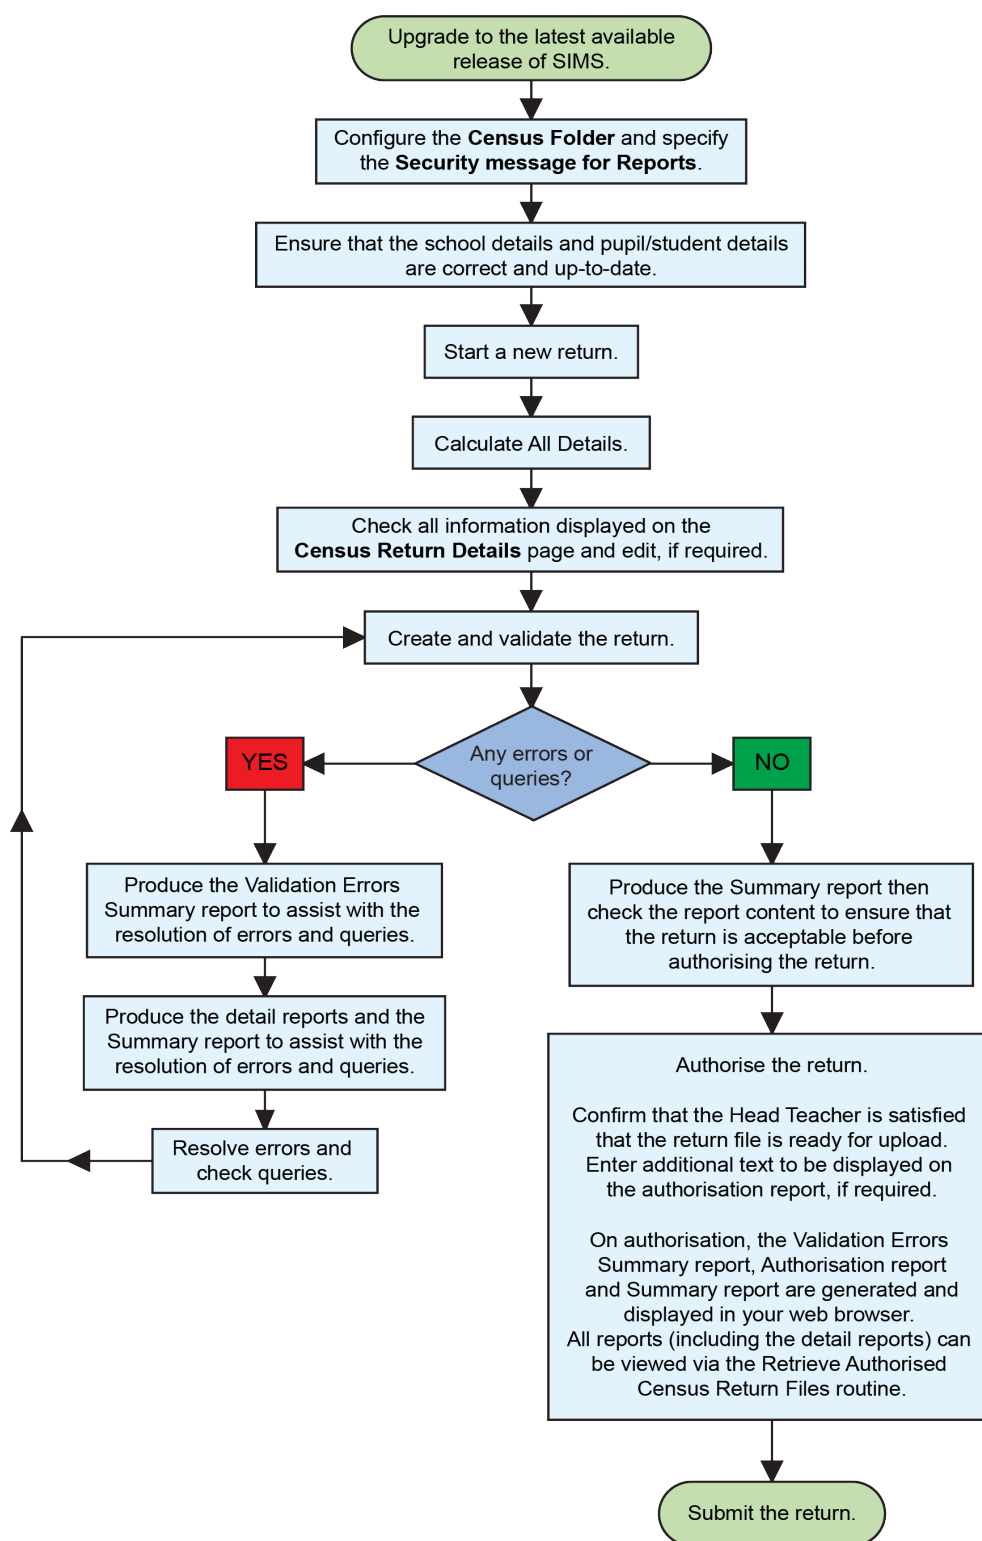 Upgrade to the latest available
release of SIMS.
Configure the Census Folder and specify
the Security message for Reports.
Ensure that the school details and pupil/student details
are correct and up-to-date.
Start a new return.
Calculate All Details.
Check all information displayed on the
Census Return Details page and edit, if required.
Create and validate the return.
Any errors or
queries?
YES
NO
Produce the Validation Errors
Summary report to assist with the
resolution of errors and queries.
Produce the detail reports and the
Summary report to assist with the
resolution of errors and queries.
Resolve errors and
check queries.
Produce the Summary report then
check the report content to ensure that
the return is acceptable before
authorising the return.
Authorise the return.
Confirm that the Head Teacher is satisfied
that the return file is ready for upload.
Enter additional text to be displayed on
the authorisation report, if required.
On authorisation, the Validation Errors
Summary report, Authorisation report
and Summary report are generated and
displayed in your web browser.
All reports (including the detail reports) can
be viewed via the Retrieve Authorised
Census Return Files routine.
Submit the return.